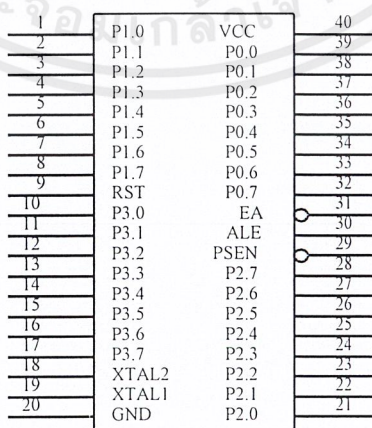 1 P1.0 VCC 40
2 P1.1 P0.0 39
3 P1.2 P0.1 38
4 P1.3 P0.2 37
5 P1.4 P0.3 36
6 P1.5 P0.4 35
7 P1.6 P0.5 34
8 P1.7 P0.6 33
9 RST P0.7 32
10 P3.0 EA 31
11 P3.1 ALE 30
12 P3.2 PSEN 29
13 P3.3 P2.7 28
14 P3.4 P2.6 27
15 P3.5 P2.5 26
16 P3.6 P2.4 25
17 P3.7 P2.3 24
18 XTAL2 P2.2 23
19 XTAL1 P2.1 22
20 GND P2.0 21